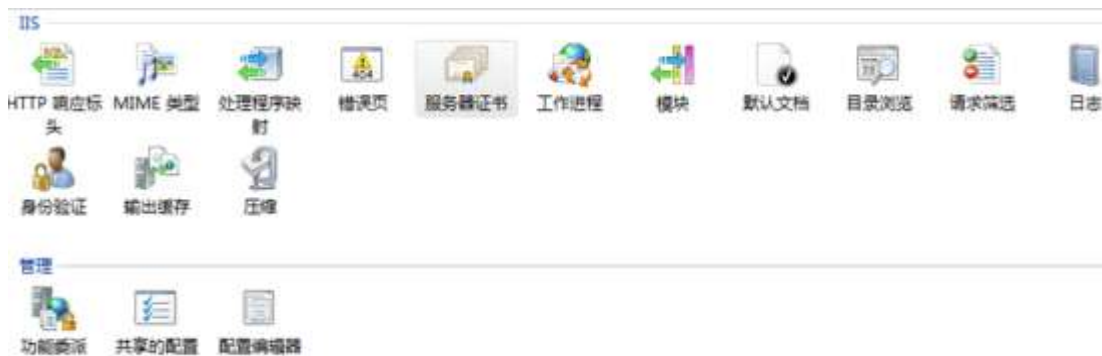 IIS
HTTP 响应标头 MIME 类型 处理程序映射 错误页 服务器证书 工作进程 模块 默认文档 目录浏览 请求筛选 日志
身份验证 输出缓存 压缩
管理
功能委派 共享的配置 配置编辑器